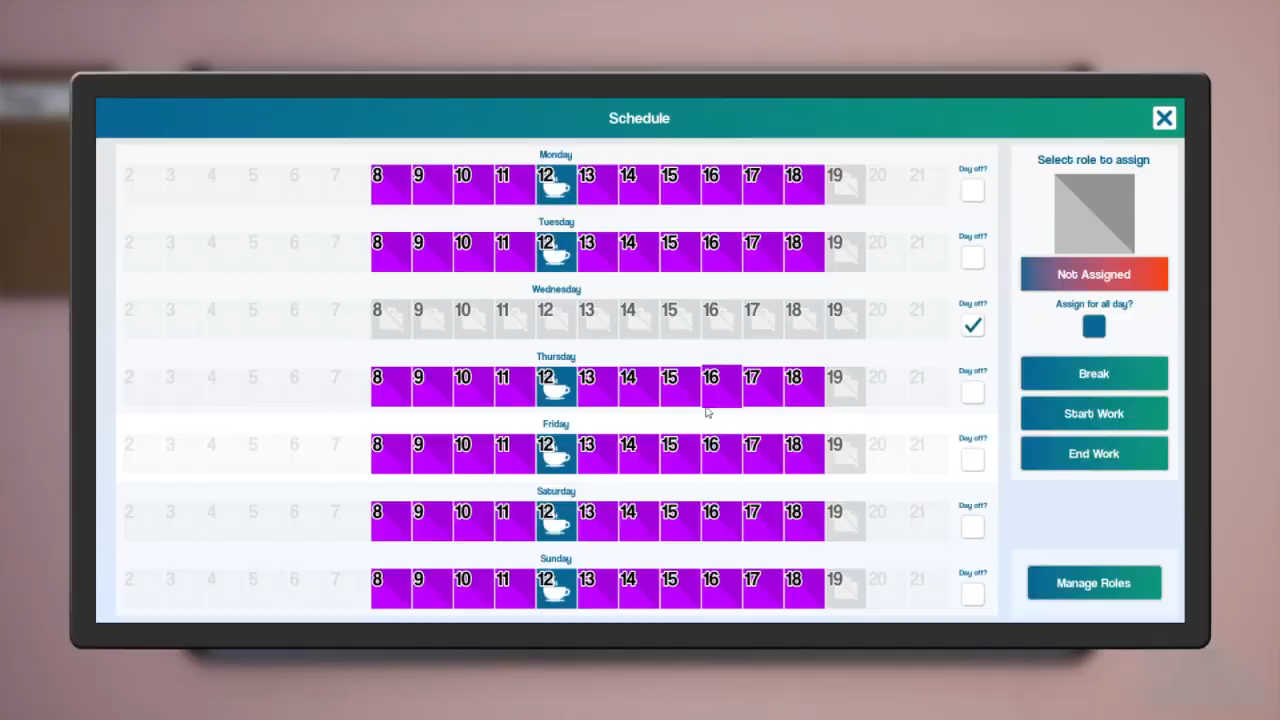 Schedule
Monday
2 3 4 5 6 7 8 9 10 11 12 13 14 15 16 17 18 19 20 21
Day off?
Tuesday
2 3 4 5 6 7 8 9 10 11 12 13 14 15 16 17 18 19 20 21
Day off?
Wednesday
2 3 4 5 6 7 8 9 10 11 12 13 14 15 16 17 18 19 20 21
Day off?
Thursday
2 3 4 5 6 7 8 9 10 11 12 13 14 15 16 17 18 19 20 21
Day off?
Friday
2 3 4 5 6 7 8 9 10 11 12 13 14 15 16 17 18 19 20 21
Day off?
Saturday
2 3 4 5 6 7 8 9 10 11 12 13 14 15 16 17 18 19 20 21
Day off?
Sunday
2 3 4 5 6 7 8 9 10 11 12 13 14 15 16 17 18 19 20 21
Day off?
Select role to assign
Not Assigned
Assign for all day?
Break
Start Work
End Work
Manage Roles